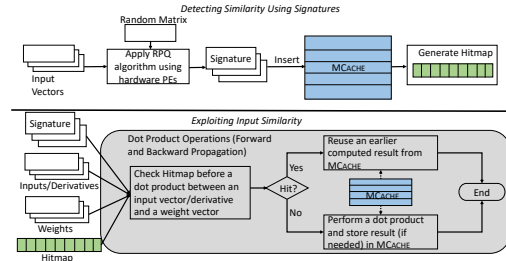 Detecting Similarity Using Signatures
Random Matrix
Input
Vectors
Apply RPQ
algorithm using
hardware PEs
Signature
Insert
MCACHE
Generate Hitmap
Exploiting Input Similarity
Signature
Inputs/Derivatives
Weights
Hitmap
Dot Product Operations (Forward
and Backward Propagation)
Check Hitmap before a
dot product between an
input vector/derivative
and a weight vector
Hit?
Yes
No
Reuse an earlier
computed result from
MCACHE
MCACHE
Perform a dot product
and store result (if
needed) in MCACHE
End